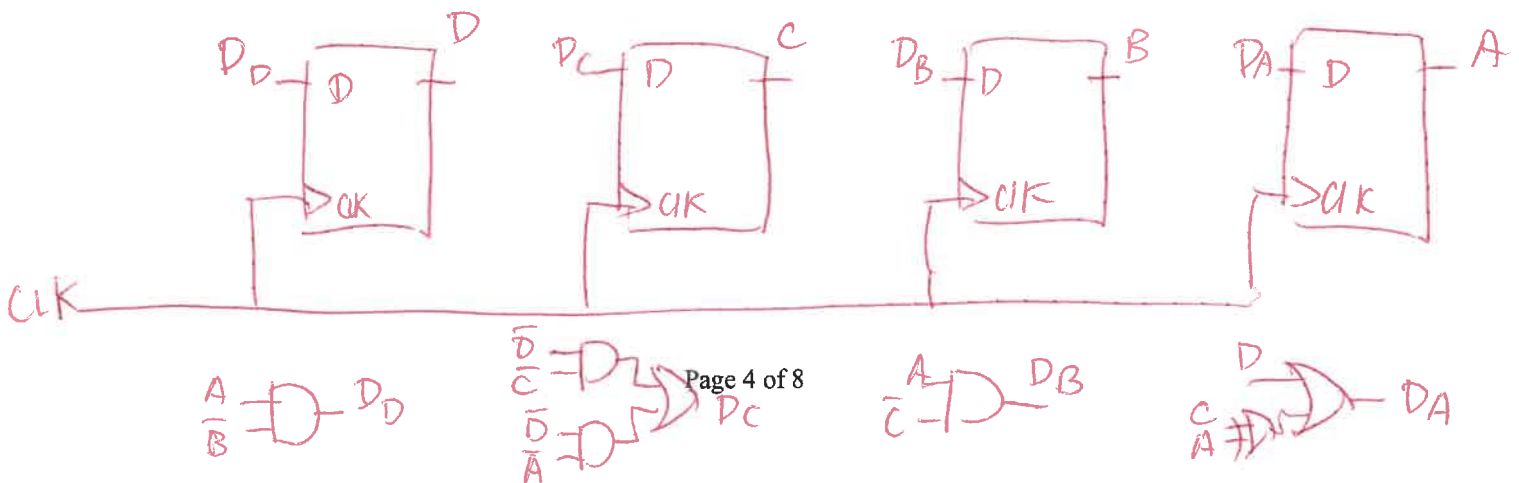 D C B A
D_D D_C D_B D_A
D D D D
CLK CLK CLK CLK
CLK
D̅ D
A C̅ Page 4 of 8 A D_B D_A
B̅ D_D D̅ D_C C̅ C
A̅ A